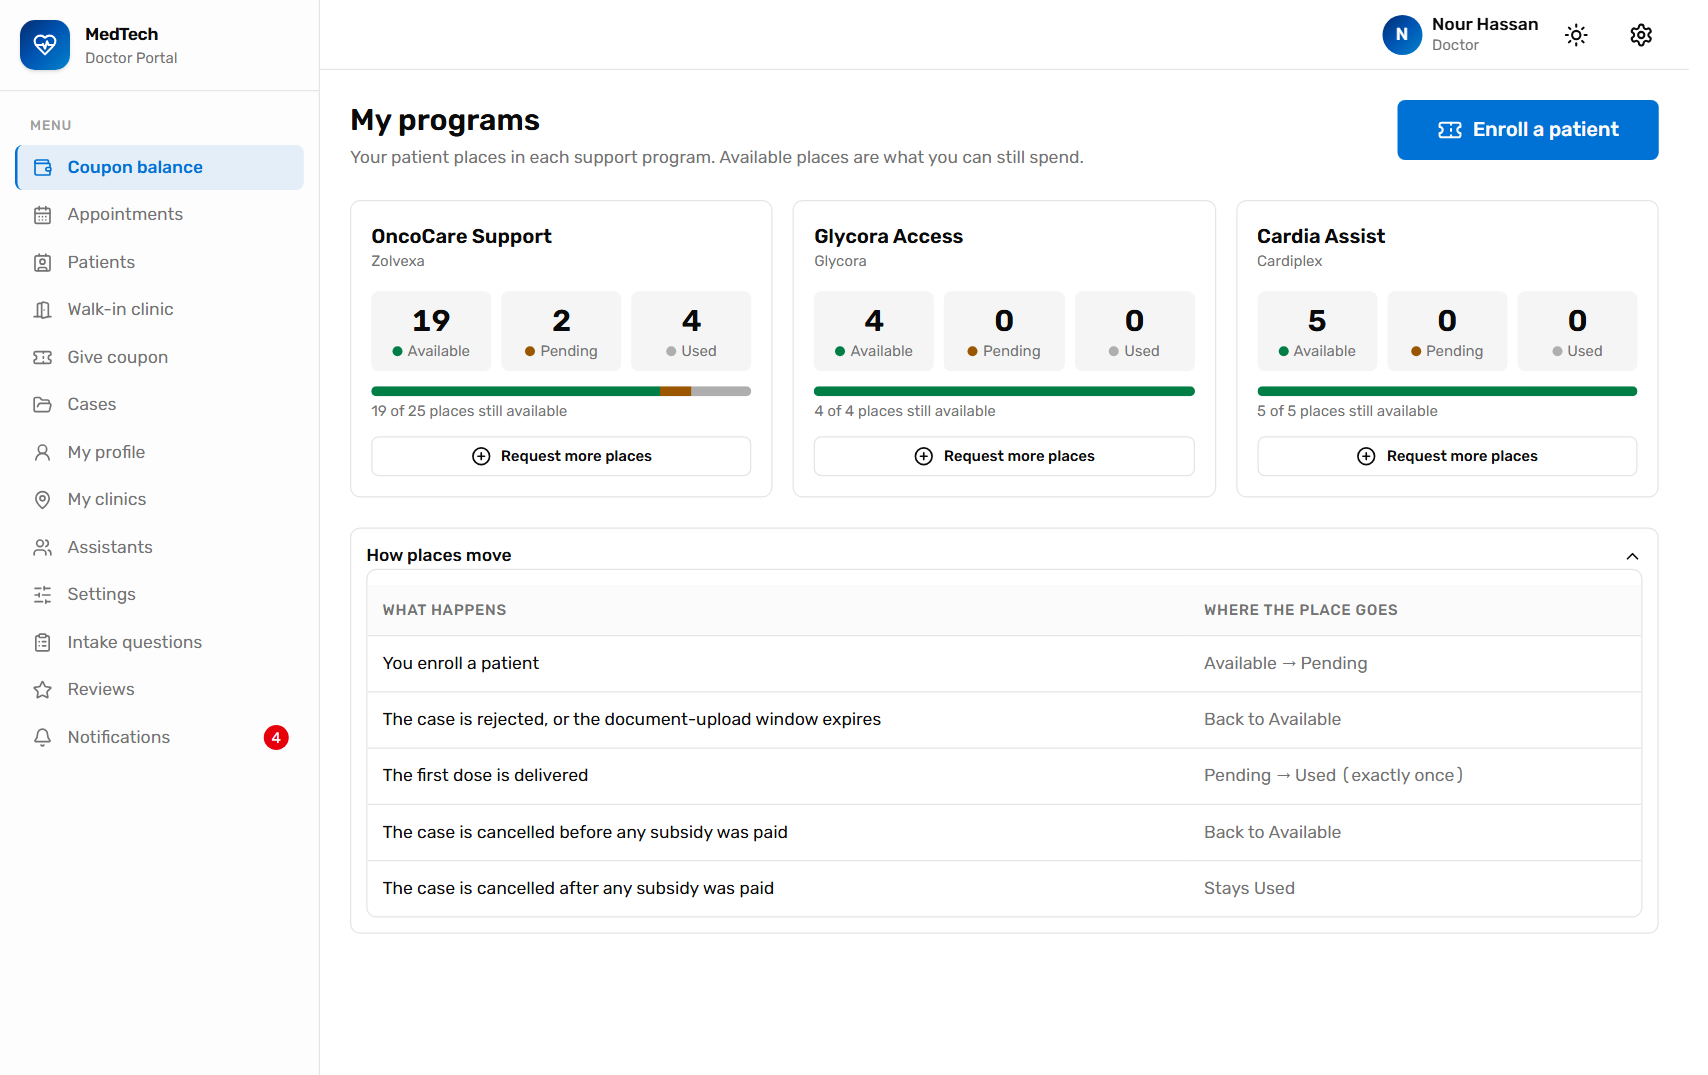 MedTech
Doctor Portal
MENU
Coupon balance
Appointments
Patients
Walk-in clinic
Give coupon
Cases
My profile
My clinics
Assistants
Settings
Intake questions
Reviews
Notifications
4
N
Nour Hassan
Doctor
My programs
Your patient places in each support program. Available places are what you can still spend.
Enroll a patient
OncoCare Support
Zolvexa
19
Available
2
Pending
4
Used
19 of 25 places still available
Request more places
Glycora Access
Glycora
4
Available
0
Pending
0
Used
4 of 4 places still available
Request more places
Cardia Assist
Cardiplex
5
Available
0
Pending
0
Used
5 of 5 places still available
Request more places
How places move
WHAT HAPPENS WHERE THE PLACE GOES
You enroll a patient Available → Pending
The case is rejected, or the document-upload window expires Back to Available
The first dose is delivered Pending → Used (exactly once)
The case is cancelled before any subsidy was paid Back to Available
The case is cancelled after any subsidy was paid Stays Used